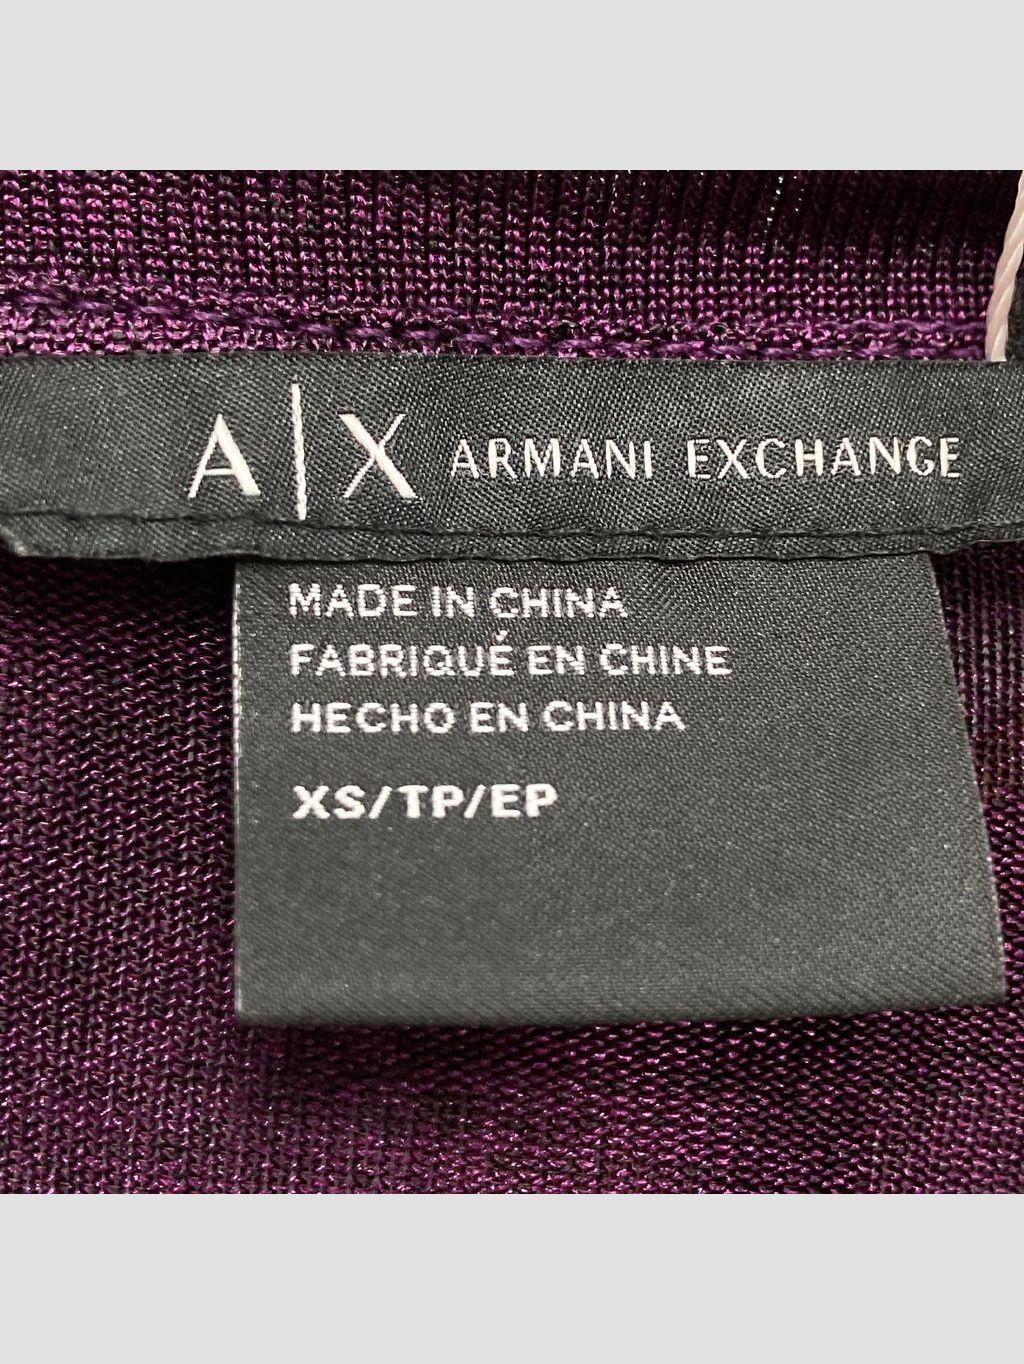 A|X ARMANI EXCHANGE
MADE IN CHINA
FABRIQUÉ EN CHINE
HECHO EN CHINA
XS/TP/EP